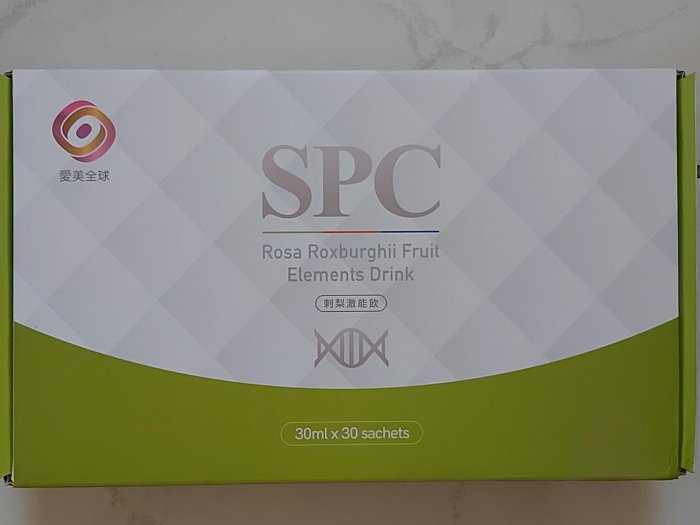 愛美全球
SPC
Rosa Roxburghii Fruit
Elements Drink
刺梨激能飲
30ml x 30 sachets